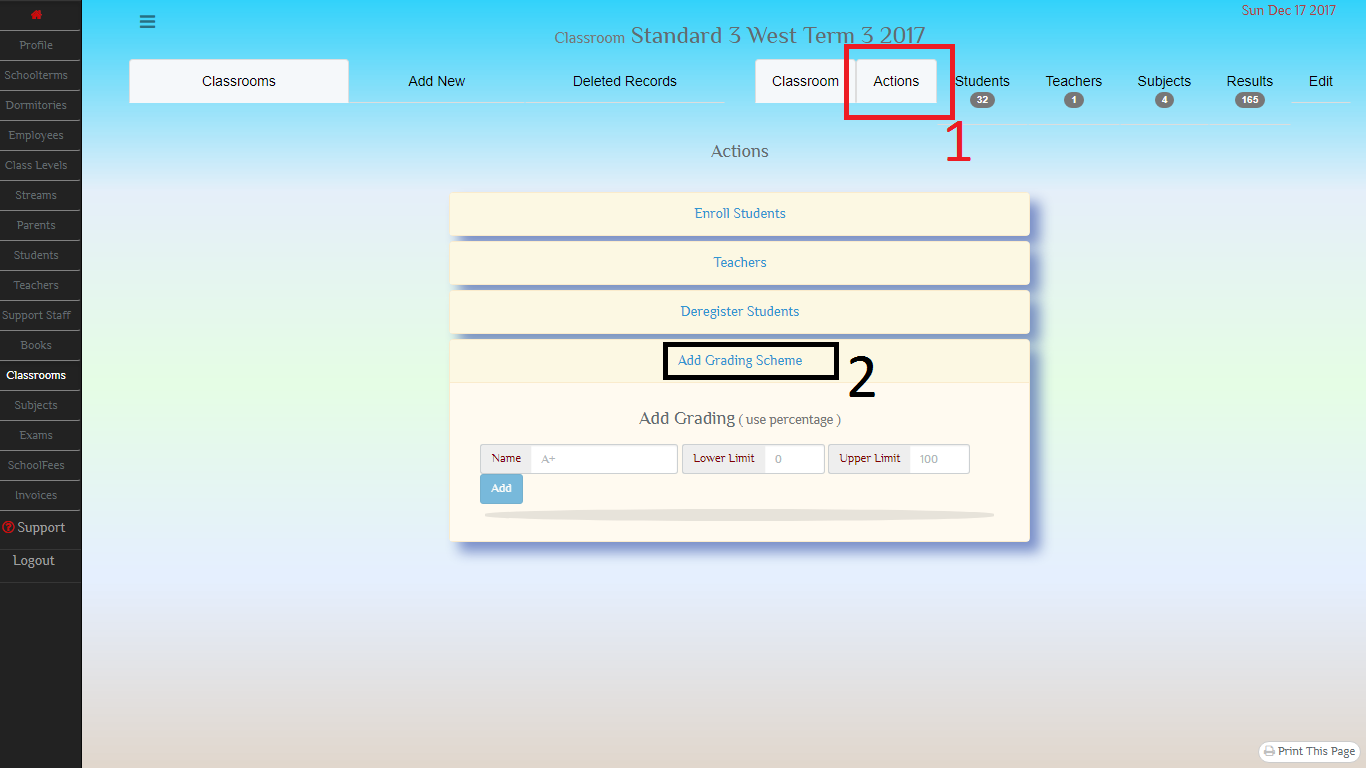 Sun Dec 17 2017
Classroom Standard 3 West Term 3 2017
Classrooms Add New Deleted Records Classroom Actions Students 32 Teachers 1 Subjects 4 Results 165 Edit
1
Profile
Schoolterms
Dormitories
Employees
Class Levels
Streams
Parents
Students
Teachers
Support Staff
Books
Classrooms
Subjects
Exams
SchoolFees
Invoices
Support
Logout
Actions
Enroll Students
Teachers
Deregister Students
Add Grading Scheme
2
Add Grading ( use percentage )
Name A+ Lower Limit 0 Upper Limit 100
Add
Print This Page